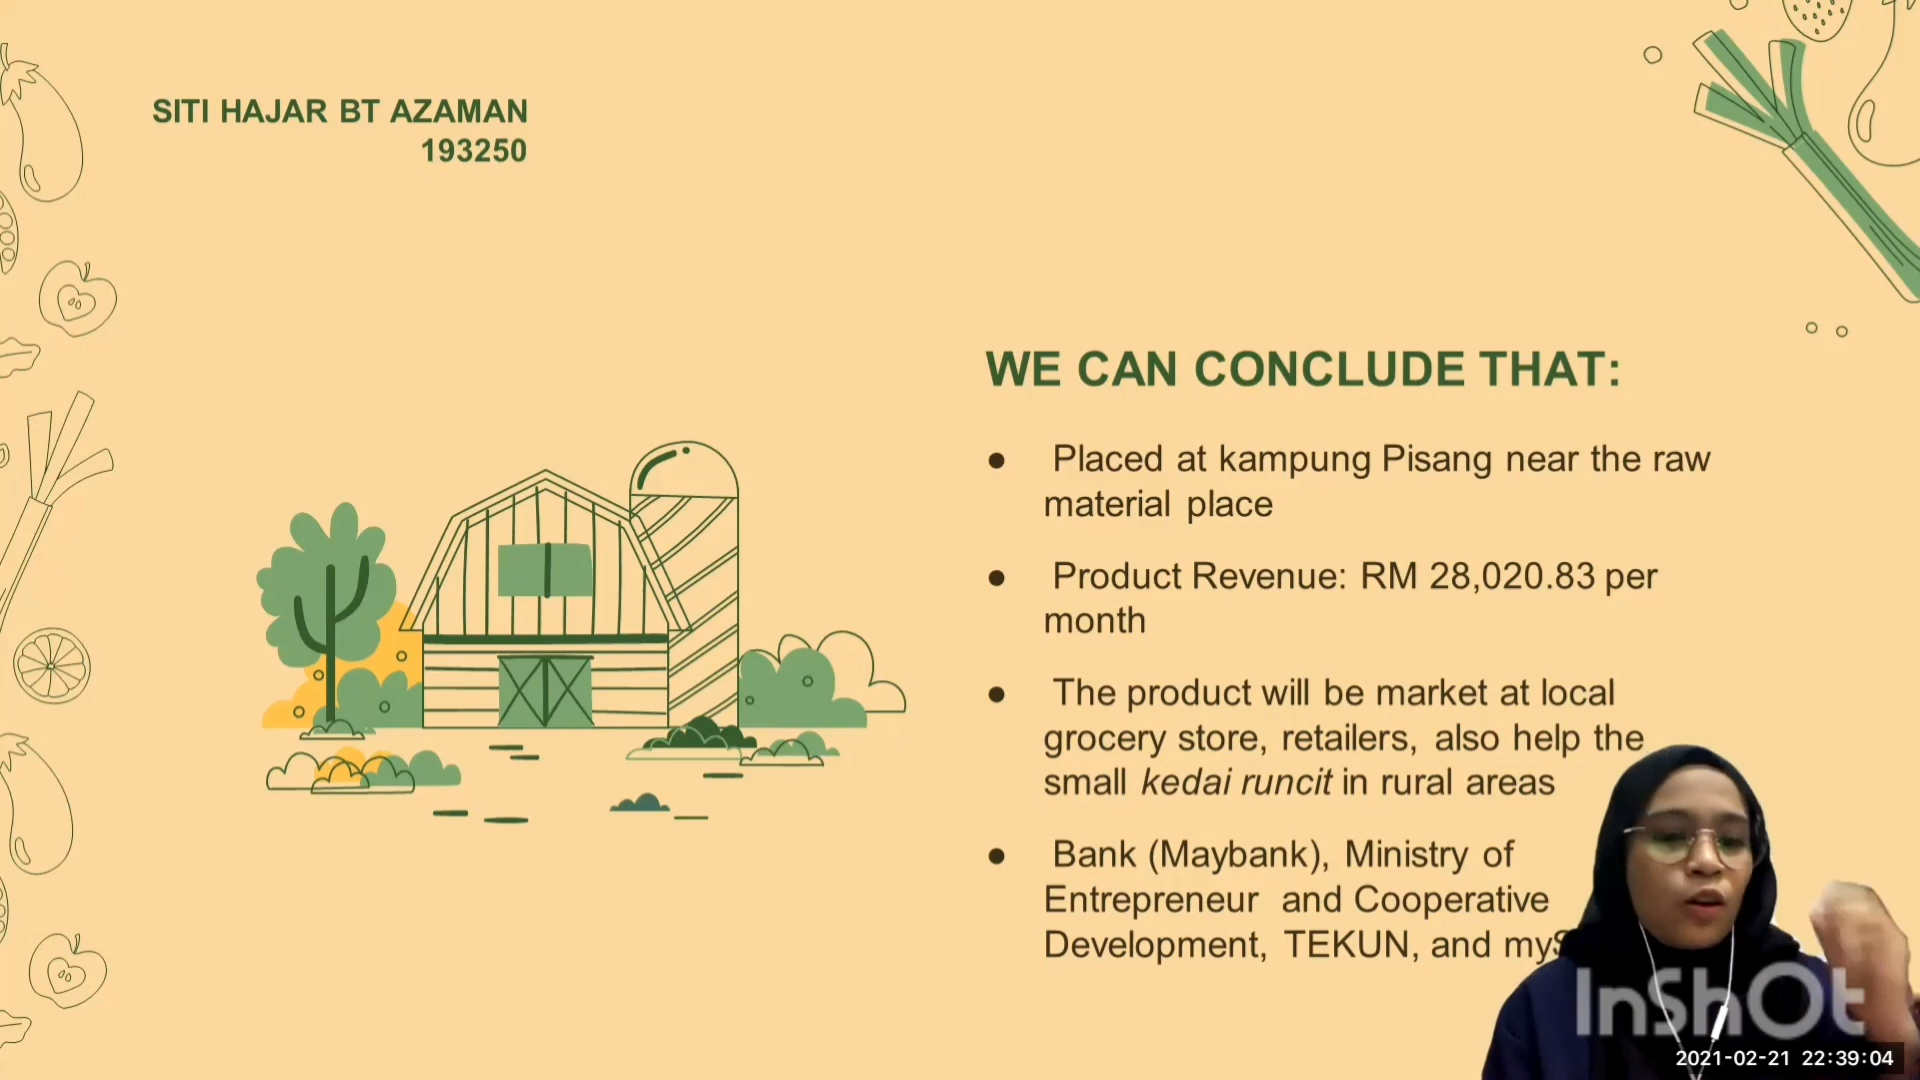 SITI HAJAR BT AZAMAN
193250
WE CAN CONCLUDE THAT:
● Placed at kampung Pisang near the raw
material place
● Product Revenue: RM 28,020.83 per
month
● The product will be market at local
grocery store, retailers, also help the
small kedai runcit in rural areas
● Bank (Maybank), Ministry of
Entrepreneur and Cooperative
Development, TEKUN, and
InShOt
2021-02-21 22:39:04